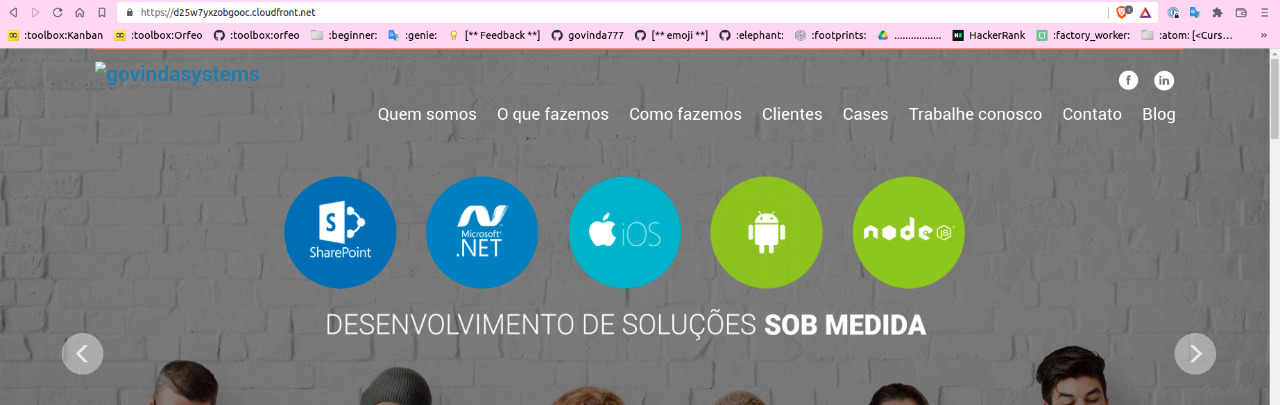 https://d25w7yxzobgooc.cloudfront.net
:toolbox:Kanban :toolbox:Orfeo :toolbox:orfeo :beginner: :genie: [** Feedback **] govinda777 [** emoji **] :elephant: :footprints: ................. HackerRank :factory_worker: :atom: [<Curs… »
govindasystems
f in
Quem somos O que fazemos Como fazemos Clientes Cases Trabalhe conosco Contato Blog
S SharePoint
Microsoft®
.NET
iOS
node JS
DESENVOLVIMENTO DE SOLUÇÕES SOB MEDIDA